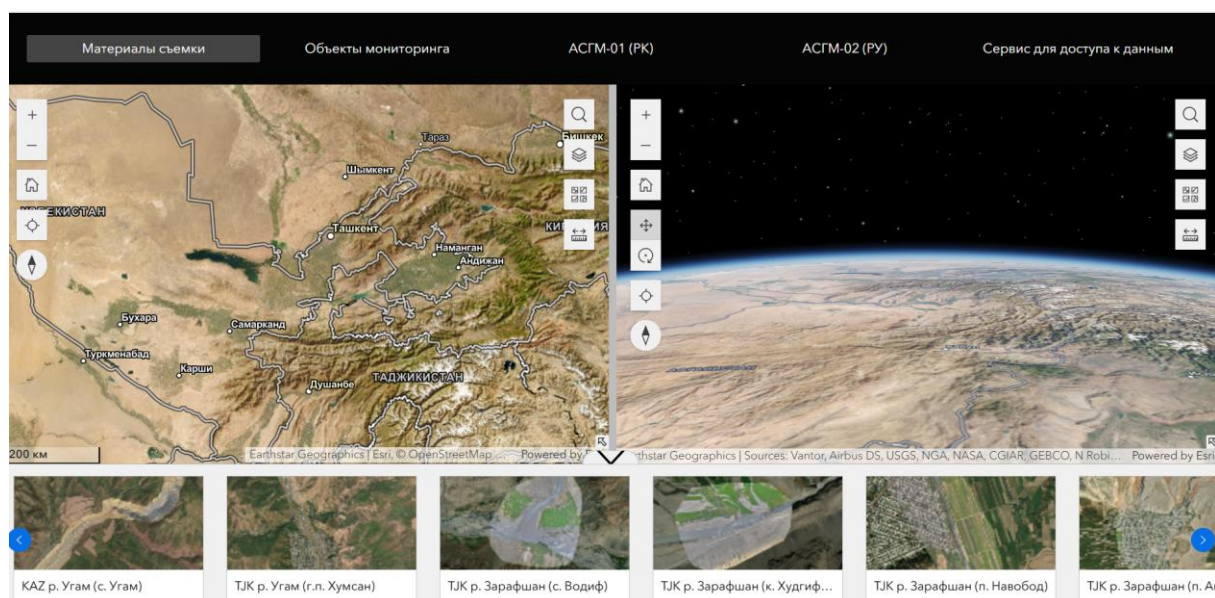 Материалы съемки
Объекты мониторинга
АСГМ-01 (РК)
АСГМ-02 (РУ)
Сервис для доступа к данным
Тараз
Бишкек
Шымкент
Ташкент
Наманган
Андижан
Бухара
Самарканд
Туркменабад
Карши
Душанбе
ТАДЖИКИСТАН
200 км
Earthstar Geographics | Esri, © OpenStreetMap ...
Powered by
rthstar Geographics | Sources: Vantor, Airbus DS, USGS, NGA, NASA, CGIAR, GEBCO, N Robi...
Powered by Esri
KAZ р. Угам (с. Угам)
TJK р. Угам (г.п. Хумсан)
TJK р. Зарафшан (с. Водиф)
TJK р. Зарафшан (к. Худгиф...
TJK р. Зарафшан (п. Навобод)
TJK р. Зарафшан (п. А